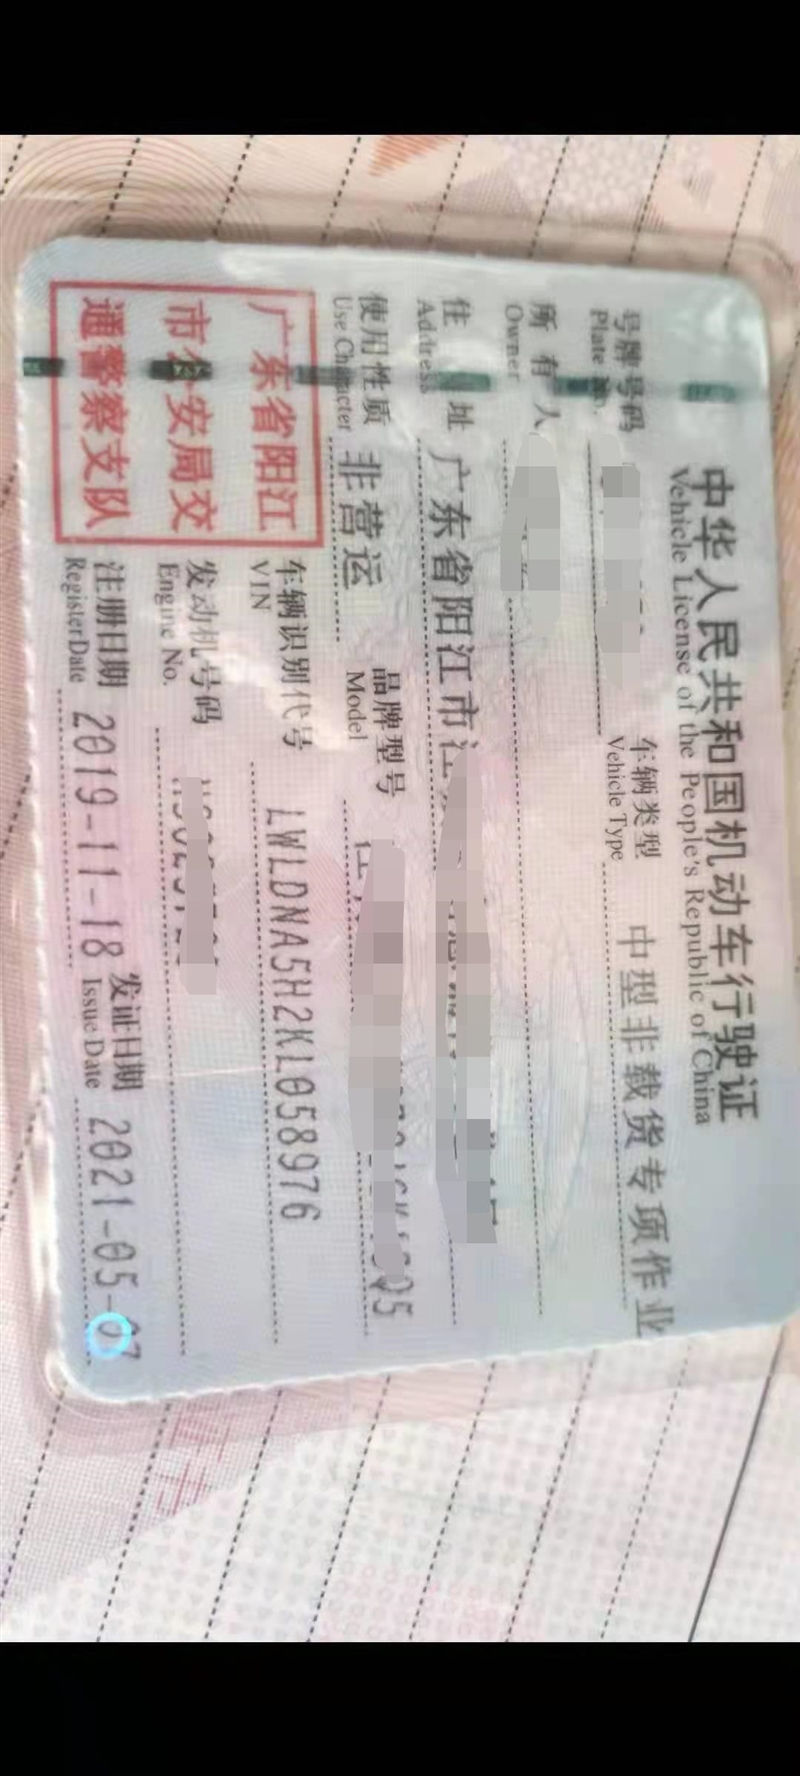 中华人民共和国机动车行驶证
Vehicle License of the People's Republic of China
号牌号码
Plate No.
车辆类型
Vehicle Type
中型非载货专项作业
所有人
Owner
住址
Address
广东省阳江市江
使用性质
Use Character
非营运
品牌型号
Model
广东省阳江
市公安局交
通警察支队
车辆识别代号
VIN
LWLDNA5H2KL058976
发动机号码
Engine No.
注册日期
Register Date
2019-11-18
发证日期
Issue Date
2021-05-07